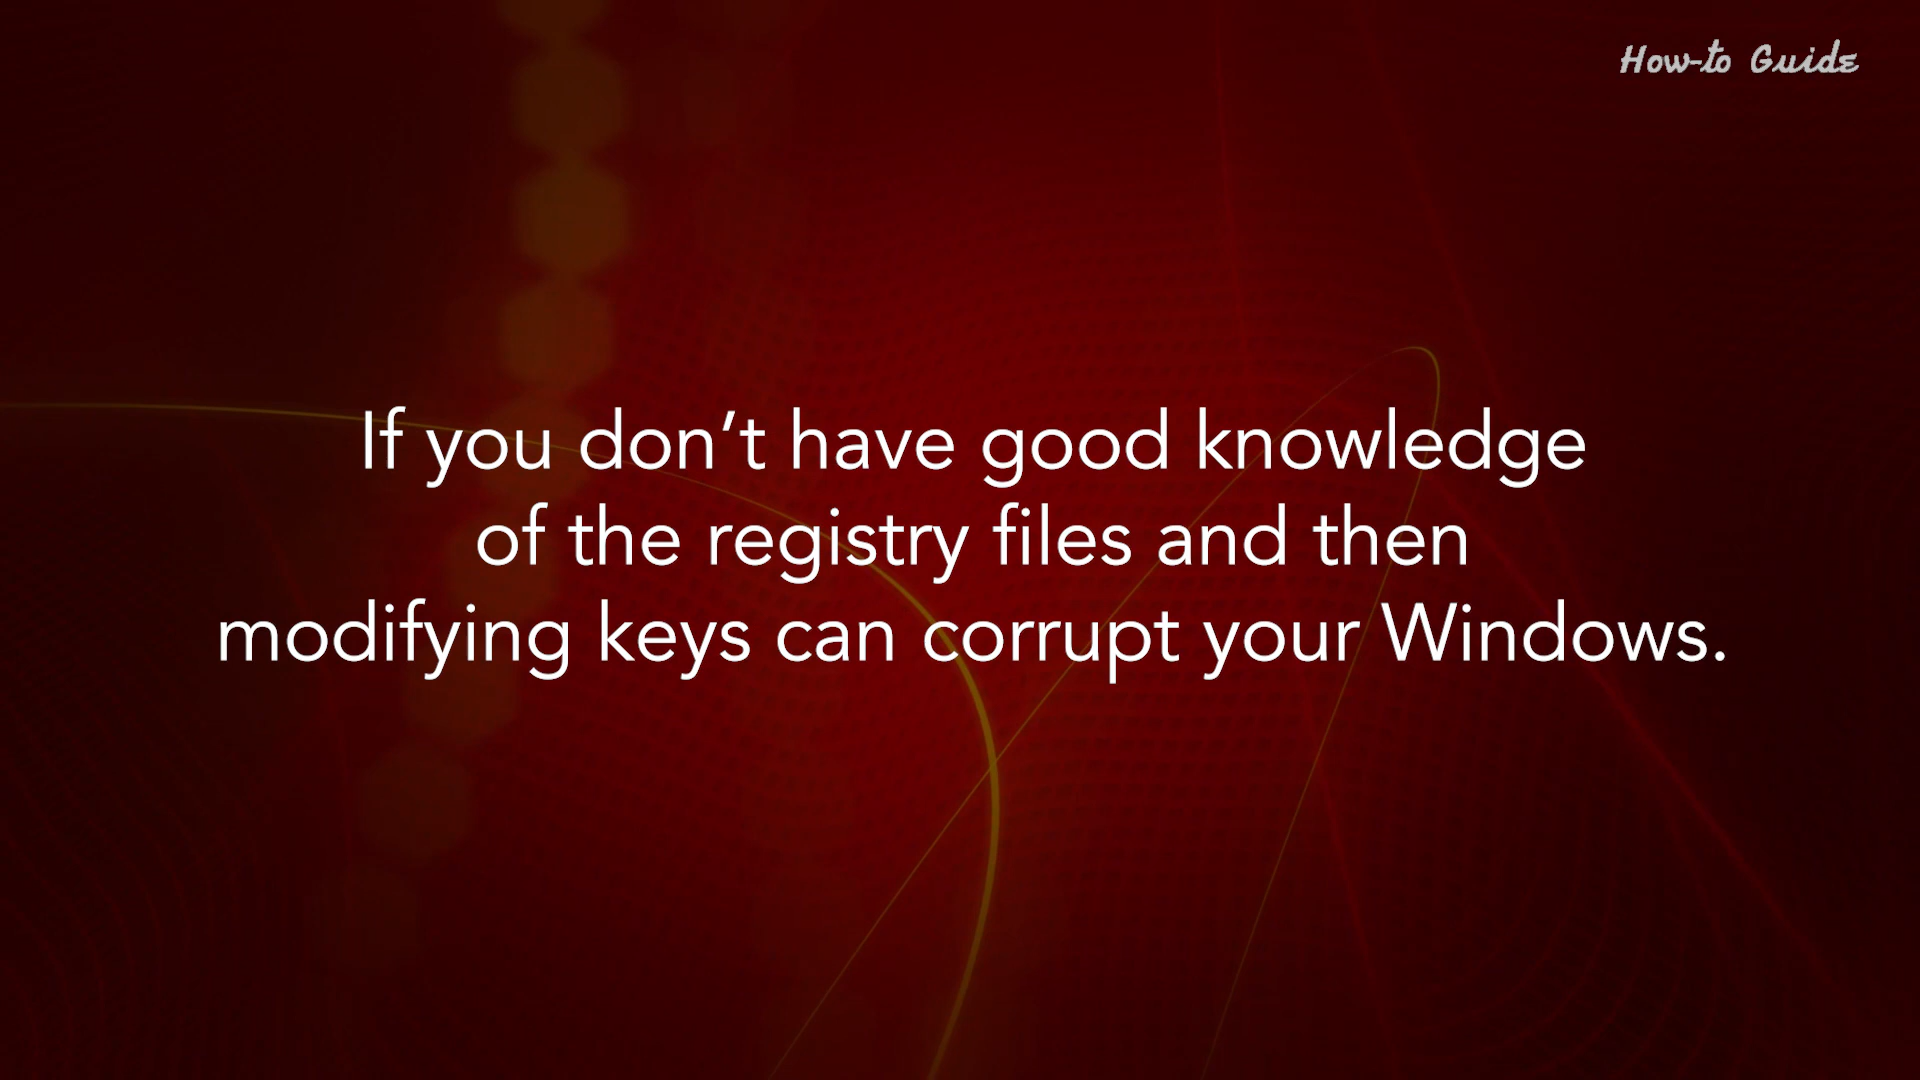 How-to Guide
If you don’t have good knowledge
of the registry files and then
modifying keys can corrupt your Windows.